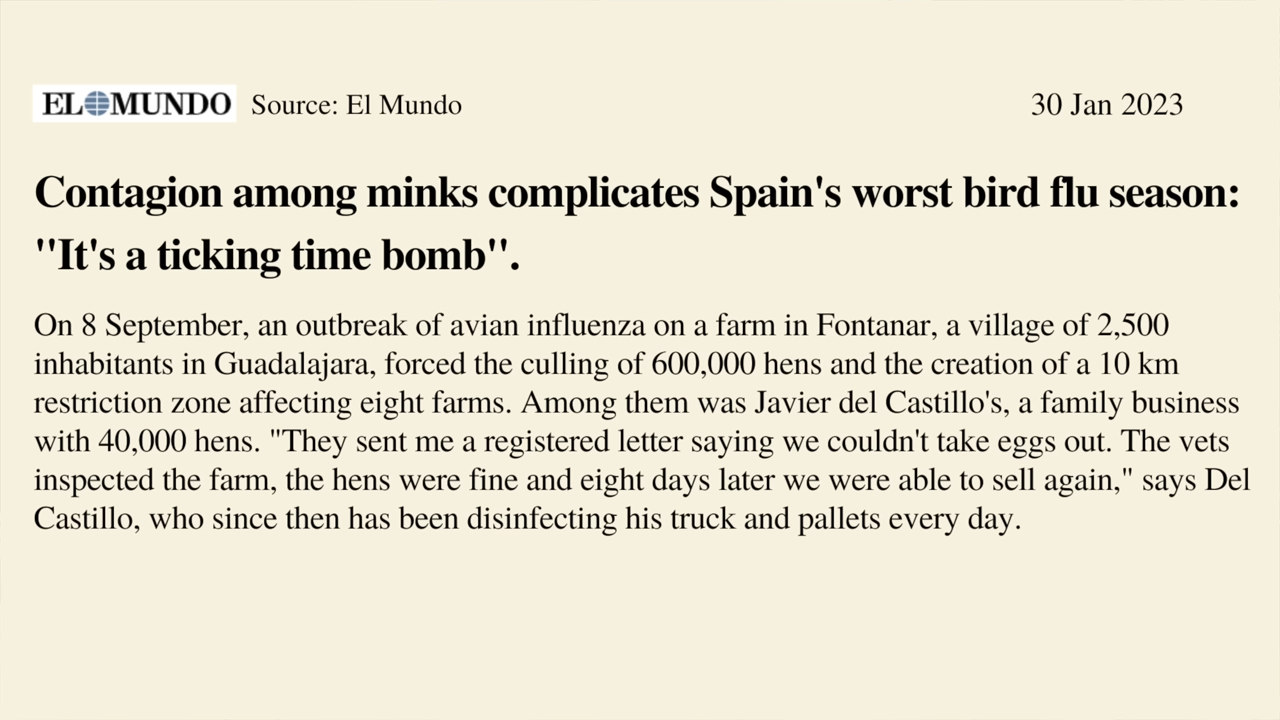 EL MUNDO Source: El Mundo 30 Jan 2023
Contagion among minks complicates Spain's worst bird flu season:
"It's a ticking time bomb".
On 8 September, an outbreak of avian influenza on a farm in Fontanar, a village of 2,500
inhabitants in Guadalajara, forced the culling of 600,000 hens and the creation of a 10 km
restriction zone affecting eight farms. Among them was Javier del Castillo's, a family business
with 40,000 hens. "They sent me a registered letter saying we couldn't take eggs out. The vets
inspected the farm, the hens were fine and eight days later we were able to sell again," says Del
Castillo, who since then has been disinfecting his truck and pallets every day.